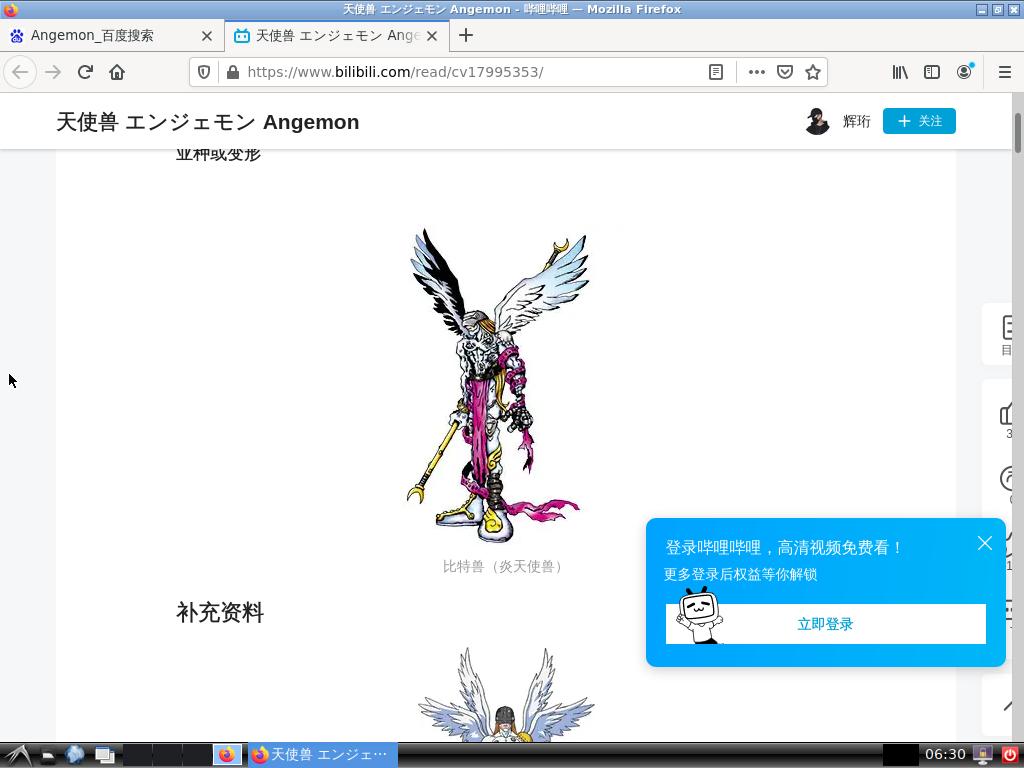 天使兽 エンジェモン Angemon - 哔哩哔哩 — Mozilla Firefox
Angemon_百度搜索
天使兽 エンジェモン Ange
https://www.bilibili.com/read/cv17995353/
天使兽 エンジェモン Angemon
辉珩
关注
亚种或变形
目
3
比特兽（炎天使兽）
登录哔哩哔哩，高清视频免费看！
更多登录后权益等你解锁
立即登录
补充资料
1
天使兽 エンジェ…
06:30